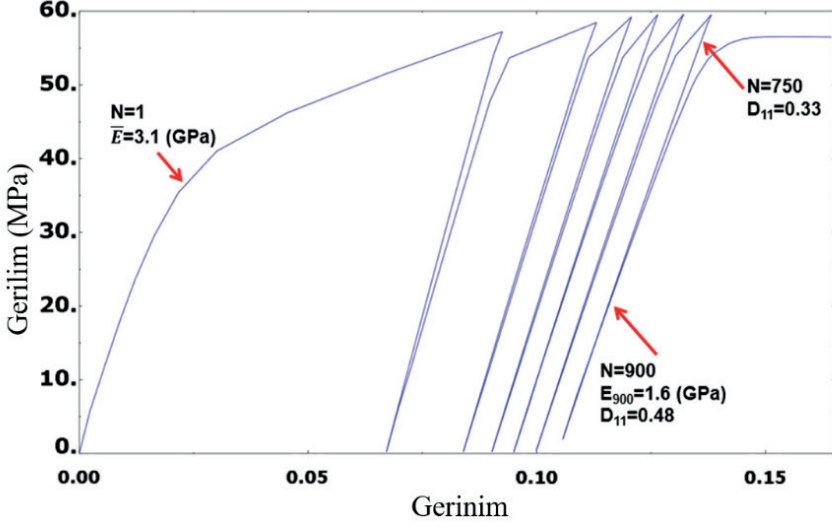 60.
50.
40.
30.
20.
10.
0.
Gerilim (MPa)
N=1
E̅=3.1 (GPa)
N=750
D₁₁=0.33
N=900
E₉₀₀=1.6 (GPa)
D₁₁=0.48
0.00 0.05 0.10 0.15
Gerinim